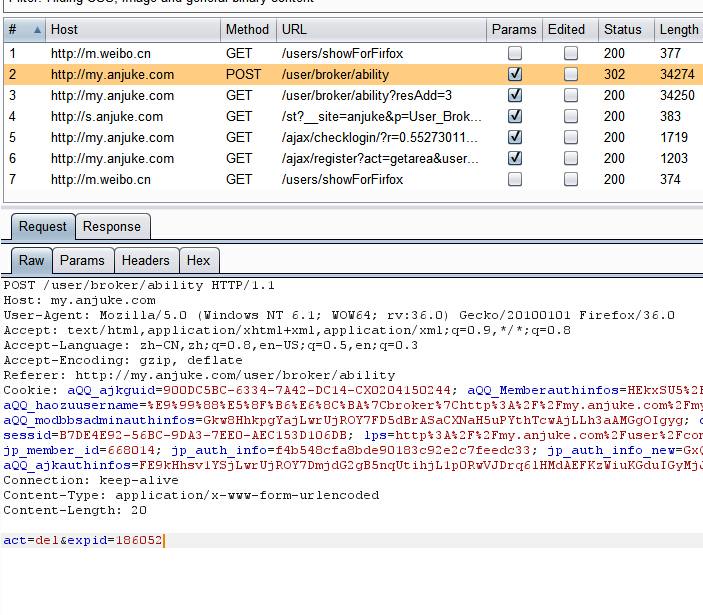 Filter: Hiding CSS, image and general binary content
# Host Method URL Params Edited Status Length
1 http://m.weibo.cn GET /users/showForFirfox 200 377
2 http://my.anjuke.com POST /user/broker/ability 302 34274
3 http://my.anjuke.com GET /user/broker/ability?resAdd=3 200 34250
4 http://s.anjuke.com GET /st?__site=anjuke&p=User_Brok... 200 383
5 http://my.anjuke.com GET /ajax/checklogin/?r=0.55273011... 200 1719
6 http://my.anjuke.com GET /ajax/register?act=getarea&user... 200 1203
7 http://m.weibo.cn GET /users/showForFirfox 200 374
Request Response
Raw Params Headers Hex
POST /user/broker/ability HTTP/1.1
Host: my.anjuke.com
User-Agent: Mozilla/5.0 (Windows NT 6.1; WOW64; rv:36.0) Gecko/20100101 Firefox/36.0
Accept: text/html,application/xhtml+xml,application/xml;q=0.9,*/*;q=0.8
Accept-Language: zh-CN,zh;q=0.8,en-US;q=0.5,en;q=0.3
Accept-Encoding: gzip, deflate
Referer: http://my.anjuke.com/user/broker/ability
Cookie: aQQ_ajkguid=900DC5BC-6334-7A42-DC14-CX0204150244; aQQ_Memberauthinfos=HEkxSU5%2F
aQQ_haozuusername=%E9%99%88%E5%8F%B6%E6%8C%BA%7Cbroker%7Chttp%3A%2F%2Fmy.anjuke.com%2Fmy
aQQ_modbbsadminauthinfos=Gkw8HhkpgYajLwrUjROY7FD5dBrASaCXNaH5uPYthTcwAjLLh3aAMGgOIgyg;
sessid=B7DE4E92-56BC-9DA3-7EE0-AEC153D106DB; lps=http%3A%2F%2Fmy.anjuke.com%2Fuser%2Fcon
jp_member_id=668014; jp_auth_info=f4b548cfa8bde90183c92e2c7feedc33; jp_auth_info_new=GxQ
aQQ_ajkauthinfos=FE9kHhsv1YSjLwrUjROY7DmjdG2gB5nqUtihjL1pORwVJDrq6lHMdAEFKzWiuKGduIGyMjJ
Connection: keep-alive
Content-Type: application/x-www-form-urlencoded
Content-Length: 20
act=del&expid=186052